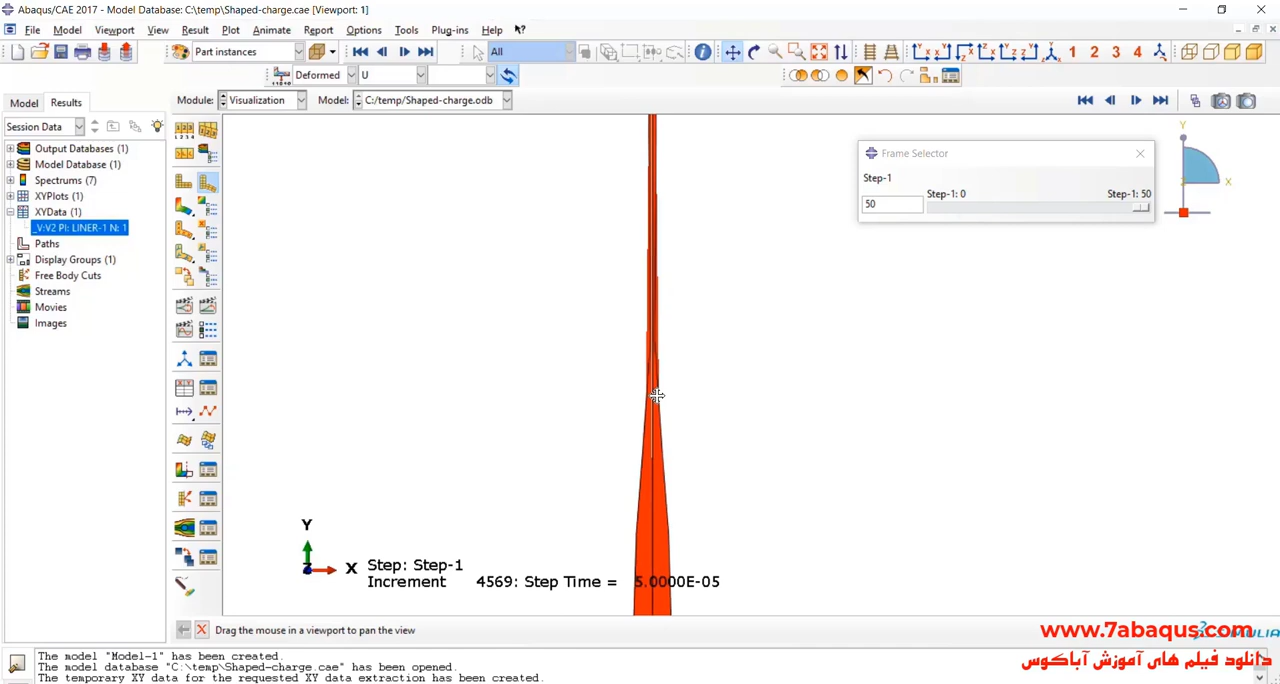 Abaqus/CAE 2017 - Model Database: C:\temp\Shaped-charge.cae [Viewport: 1]
File Model Viewport View Result Plot Animate Report Options Tools Plug-ins Help
Part instances All 1 2 3 4
Deformed U
Model Results Module: Visualization Model: C:/temp/Shaped-charge.odb
Session Data
Output Databases (1)
Model Database (1)
Spectrums (7)
XYPlots (1)
XYData (1)
_V:V2 PI: LINER-1 N: 1
Paths
Display Groups (1)
Free Body Cuts
Streams
Movies
Images
Frame Selector
Step-1
Step-1: 0 Step-1: 50
50
Y
X
Y
X
Step: Step-1
Increment 4569: Step Time = 5.0000E-05
Drag the mouse in a viewport to pan the view
SIMULIA
www.7abaqus.com
دانلود فیلم های آموزش آباکوس
The model "Model-1" has been created.
The model database "C:\temp\Shaped-charge.cae" has been opened.
The temporary XY data for the requested XY data extraction has been created.